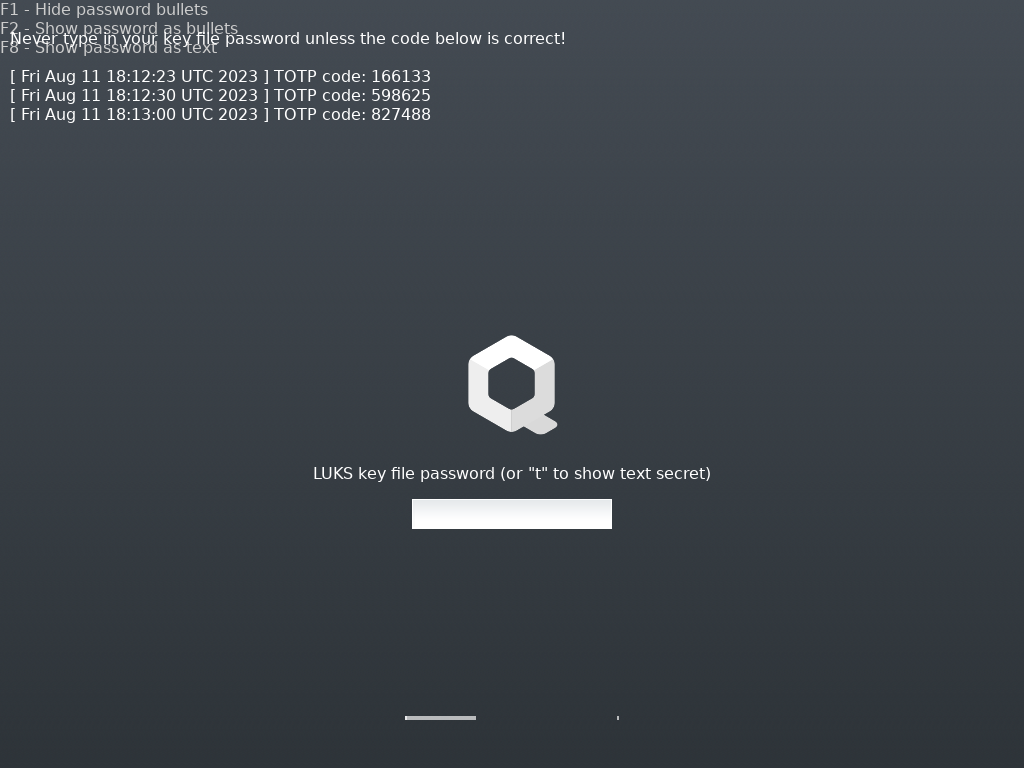 F1 - Hide password bullets
F2 - Show password as bullets
Never type in your key file password unless the code below is correct!
F8 - Show password as text
[ Fri Aug 11 18:12:23 UTC 2023 ] TOTP code: 166133
[ Fri Aug 11 18:12:30 UTC 2023 ] TOTP code: 598625
[ Fri Aug 11 18:13:00 UTC 2023 ] TOTP code: 827488
LUKS key file password (or "t" to show text secret)